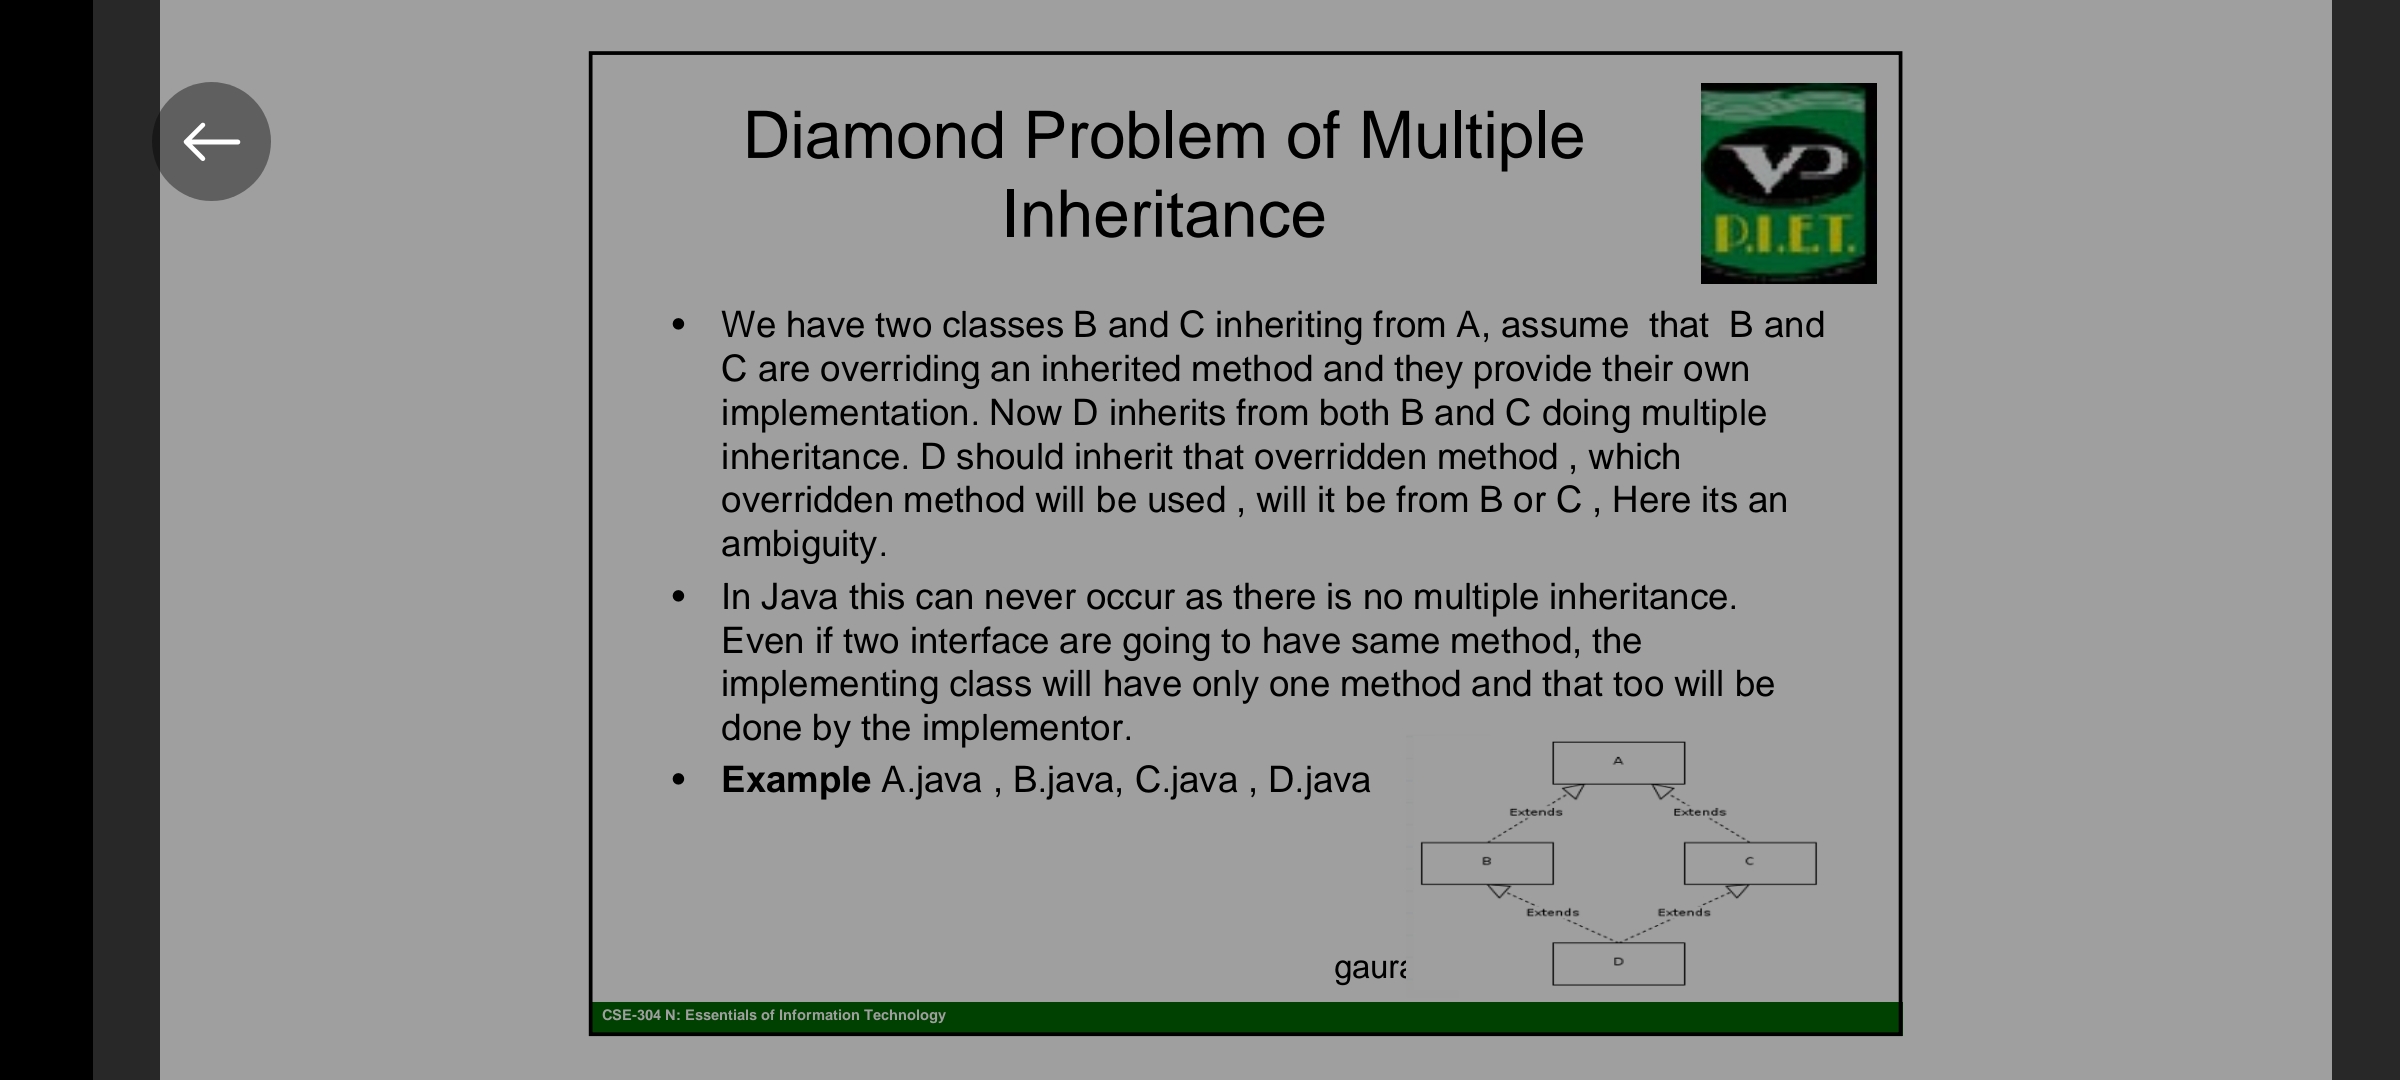 Diamond Problem of Multiple
Inheritance
VP
P.I.E.T.
• We have two classes B and C inheriting from A, assume  that  B and
C are overriding an inherited method and they provide their own
implementation. Now D inherits from both B and C doing multiple
inheritance. D should inherit that overridden method , which
overridden method will be used , will it be from B or C , Here its an
ambiguity.
• In Java this can never occur as there is no multiple inheritance.
Even if two interface are going to have same method, the
implementing class will have only one method and that too will be
done by the implementor.
• Example A.java , B.java, C.java , D.java
A
Extends Extends
B C
Extends Extends
D
CSE-304 N: Essentials of Information Technology